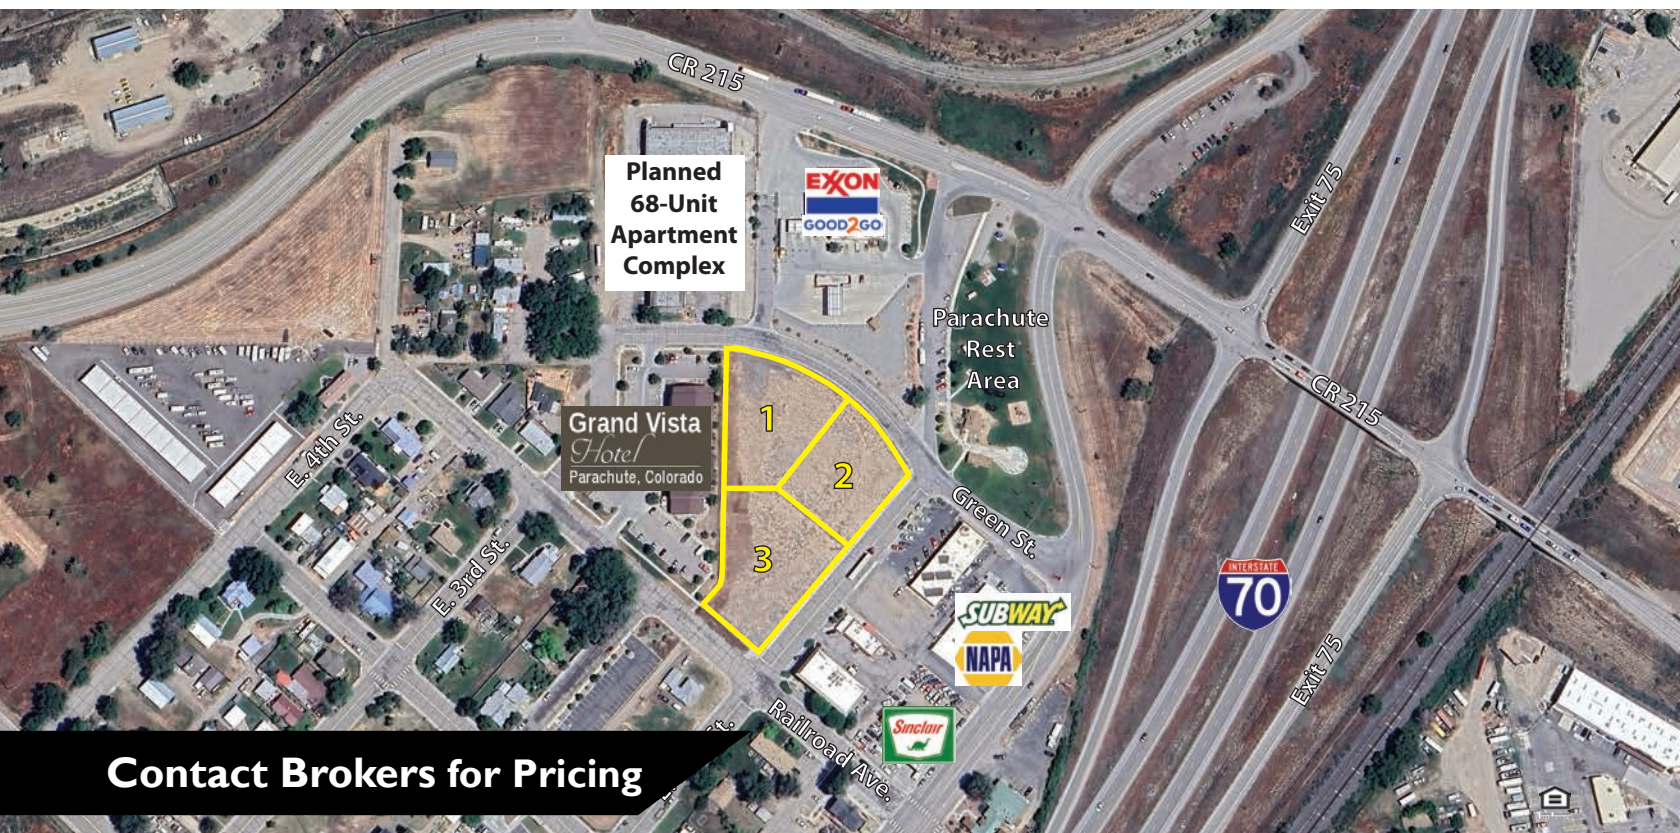 CR 215
Planned
68-Unit
Apartment
Complex
EXXON
GOOD2GO
Exit 75
Parachute
Rest
Area
CR 215
Grand Vista
Hotel
Parachute, Colorado
1
2
3
E. 4th St.
E. 3rd St.
Green St.
INTERSTATE
70
SUBWAY
NAPA
Exit 75
Sinclair
Railroad Ave.
St.
Contact Brokers for Pricing